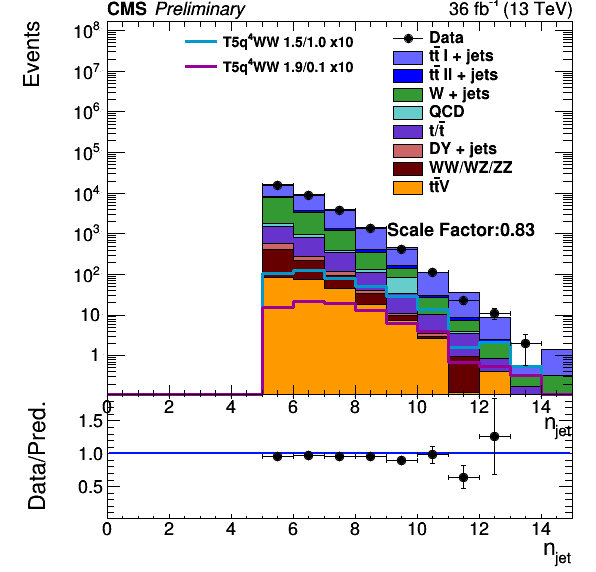 CMS Preliminary 36 fb⁻¹ (13 TeV)
Events
10⁸
10⁷
10⁶
10⁵
10⁴
10³
10²
10
1
T5q⁴WW 1.5/1.0 x10
T5q⁴WW 1.9/0.1 x10
Data
tt̄ l + jets
tt̄ ll + jets
W + jets
QCD
t/t̄
DY + jets
WW/WZ/ZZ
tt̄V
Scale Factor:0.83
0 2 4 6 8 10 12 14
n_jet
Data/Pred.
1.5
1.0
0.5
0 2 4 6 8 10 12 14
n_jet